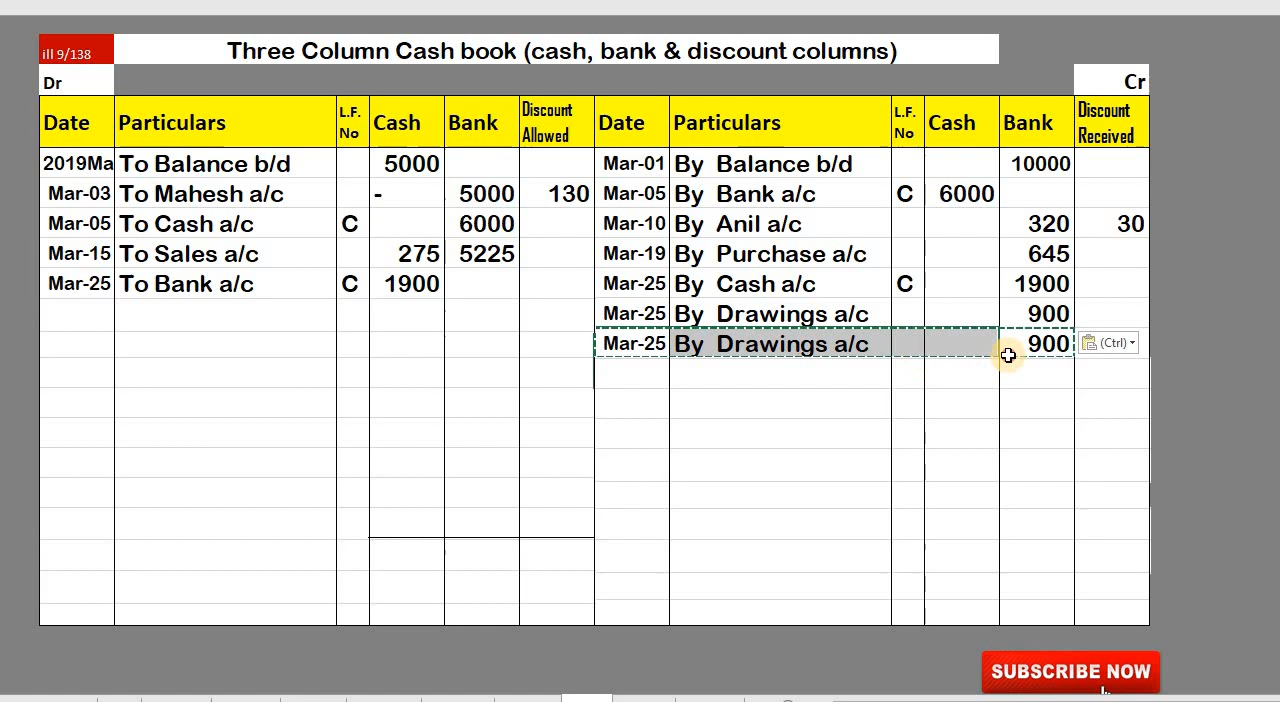 ill 9/138 Three Column Cash book (cash, bank & discount columns)
Dr Cr
Date Particulars L.F. No Cash Bank Discount Allowed Date Particulars L.F. No Cash Bank Discount Received
2019Ma To Balance b/d 5000 Mar-01 By Balance b/d 10000
Mar-03 To Mahesh a/c - 5000 130 Mar-05 By Bank a/c C 6000
Mar-05 To Cash a/c C 6000 Mar-10 By Anil a/c 320 30
Mar-15 To Sales a/c 275 5225 Mar-19 By Purchase a/c 645
Mar-25 To Bank a/c C 1900 Mar-25 By Cash a/c C 1900
Mar-25 By Drawings a/c 900
Mar-25 By Drawings a/c 900 (Ctrl)
SUBSCRIBE NOW